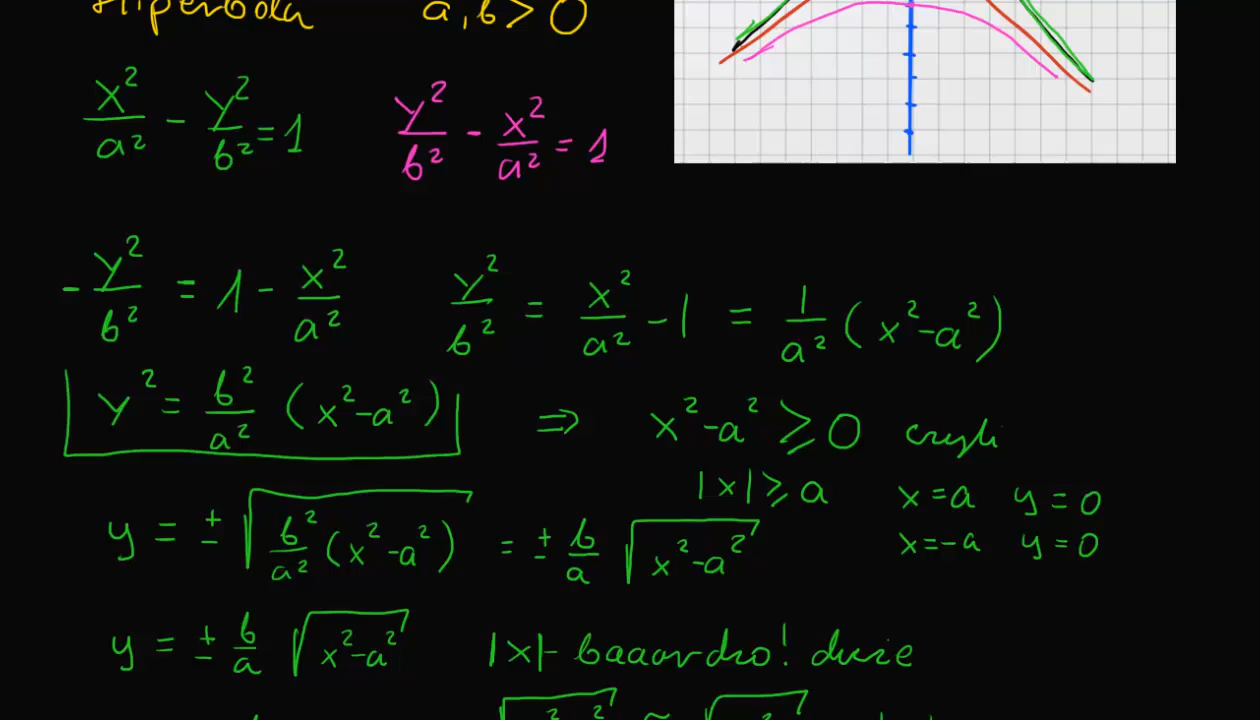 Hiperbola a, b > 0
x²/a² - y²/b² = 1 y²/b² - x²/a² = 1
- y²/b² = 1 - x²/a² y²/b² = x²/a² - 1 = 1/a² (x² - a²)
y² = b²/a² (x² - a²) ⇒ x² - a² ≥ 0 czyli
|x| ≥ a x = a y = 0
x = -a y = 0
y = ± √(b²/a² (x² - a²)) = ± b/a √(x² - a²)
y = ± b/a √(x² - a²) |x| - baaardzo! duże